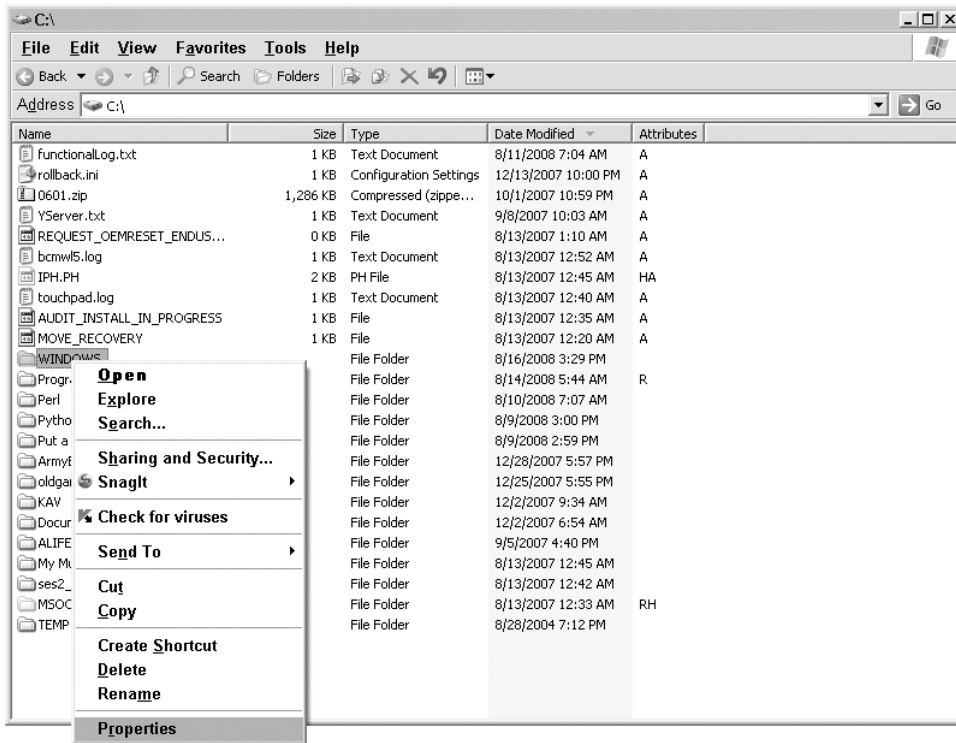 C:\
File Edit View Favorites Tools Help
Back Search Folders
Address C:\ Go
Name Size Type Date Modified Attributes
functionalLog.txt 1 KB Text Document 8/11/2008 7:04 AM A
rollback.ini 1 KB Configuration Settings 12/13/2007 10:00 PM A
0601.zip 1,286 KB Compressed (zippe... 10/1/2007 10:59 PM A
YServer.txt 1 KB Text Document 9/8/2007 10:03 AM A
REQUEST_OEMRESET_ENDUS... 0 KB File 8/13/2007 1:10 AM A
bcmwl5.log 1 KB Text Document 8/13/2007 12:52 AM A
IPH.PH 2 KB PH File 8/13/2007 12:45 AM HA
touchpad.log 1 KB Text Document 8/13/2007 12:40 AM A
AUDIT_INSTALL_IN_PROGRESS 1 KB File 8/13/2007 12:35 AM A
MOVE_RECOVERY 1 KB File 8/13/2007 12:20 AM A
WINDOWS File Folder 8/16/2008 3:29 PM
Progr File Folder 8/14/2008 5:44 AM R
Perl File Folder 8/10/2008 7:07 AM
Pytho File Folder 8/9/2008 3:00 PM
Put a File Folder 8/9/2008 2:59 PM
Army File Folder 12/28/2007 5:57 PM
oldga File Folder 12/25/2007 5:55 PM
KAV File Folder 12/2/2007 9:34 AM
Docu File Folder 12/2/2007 6:54 AM
ALIFE File Folder 9/5/2007 4:40 PM
My Mu File Folder 8/13/2007 12:45 AM
ses2_ File Folder 8/13/2007 12:42 AM
MSOC File Folder 8/13/2007 12:33 AM RH
TEMP File Folder 8/28/2004 7:12 PM
Open
Explore
Search...
Sharing and Security...
SnagIt
Check for viruses
Send To
Cut
Copy
Create Shortcut
Delete
Rename
Properties